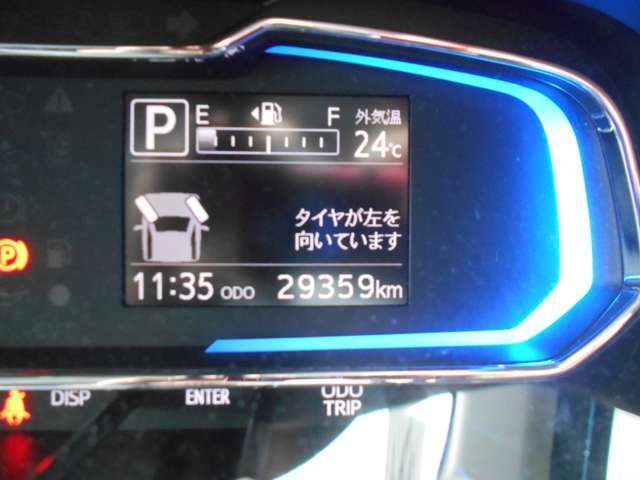 P E F 外気温
24℃
タイヤが左を
向いています
11:35 ODO 29359km
P
DISP ENTER ODO
TRIP